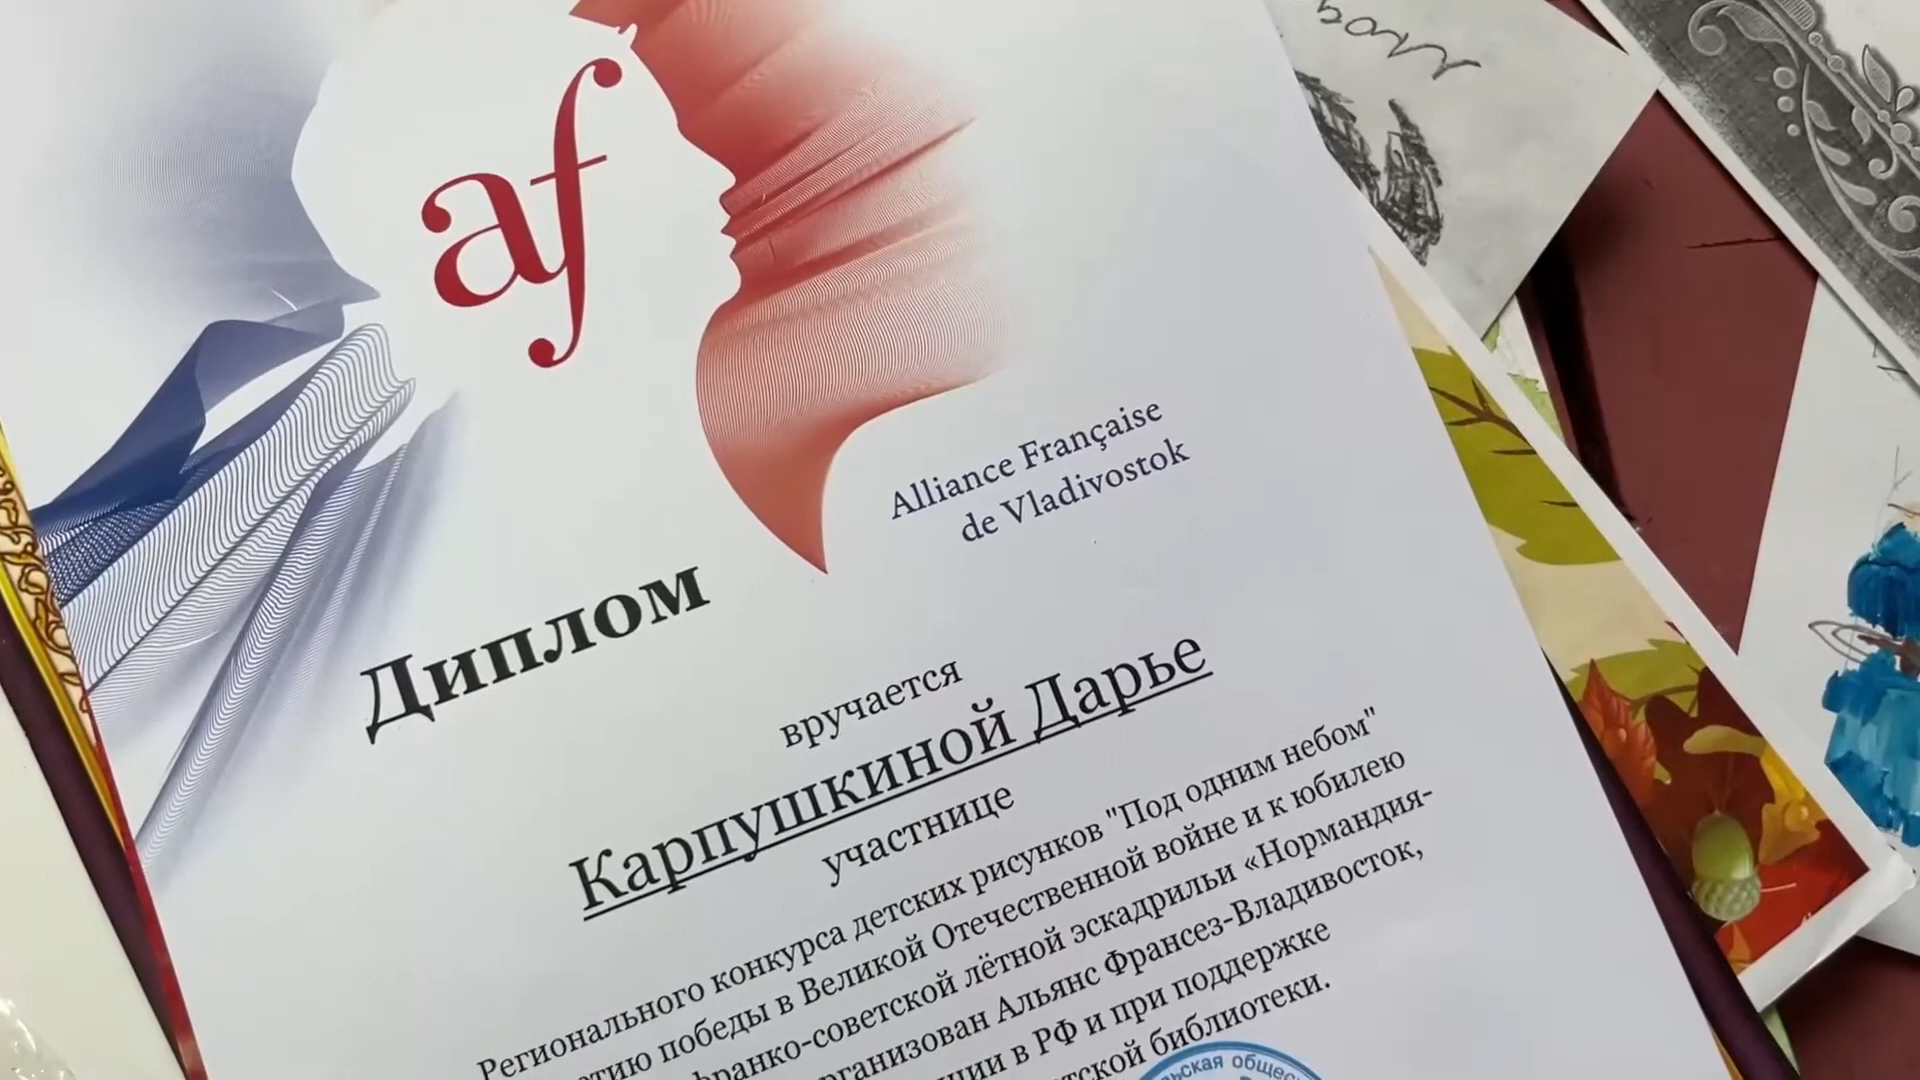 af
Alliance Française
de Vladivostok
Диплом
вручается
Карпушкиной Дарье
участнице
Регионального конкурса детских рисунков "Под одним небом"
победы в Великой Отечественной войне и к юбилею
франко-советской лётной эскадрильи «Нормандия-
организован Альянс Франсез-Владивосток,
в РФ и при поддержке
библиотеки.